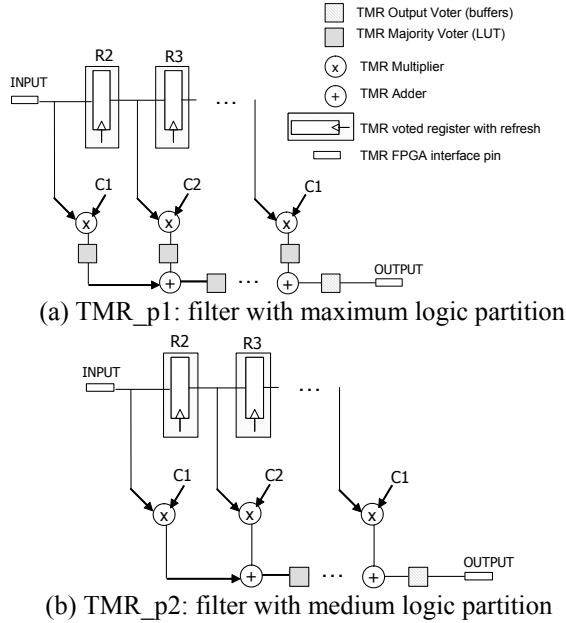 TMR Output Voter (buffers)
TMR Majority Voter (LUT)
x TMR Multiplier
+ TMR Adder
TMR voted register with refresh
TMR FPGA interface pin
R2 R3
INPUT
...
C1 C2 C1
x x x
+ ... + OUTPUT
(a) TMR_p1: filter with maximum logic partition
R2 R3
INPUT
...
C1 C2 C1
x x x
+ ... + OUTPUT
(b) TMR_p2: filter with medium logic partition